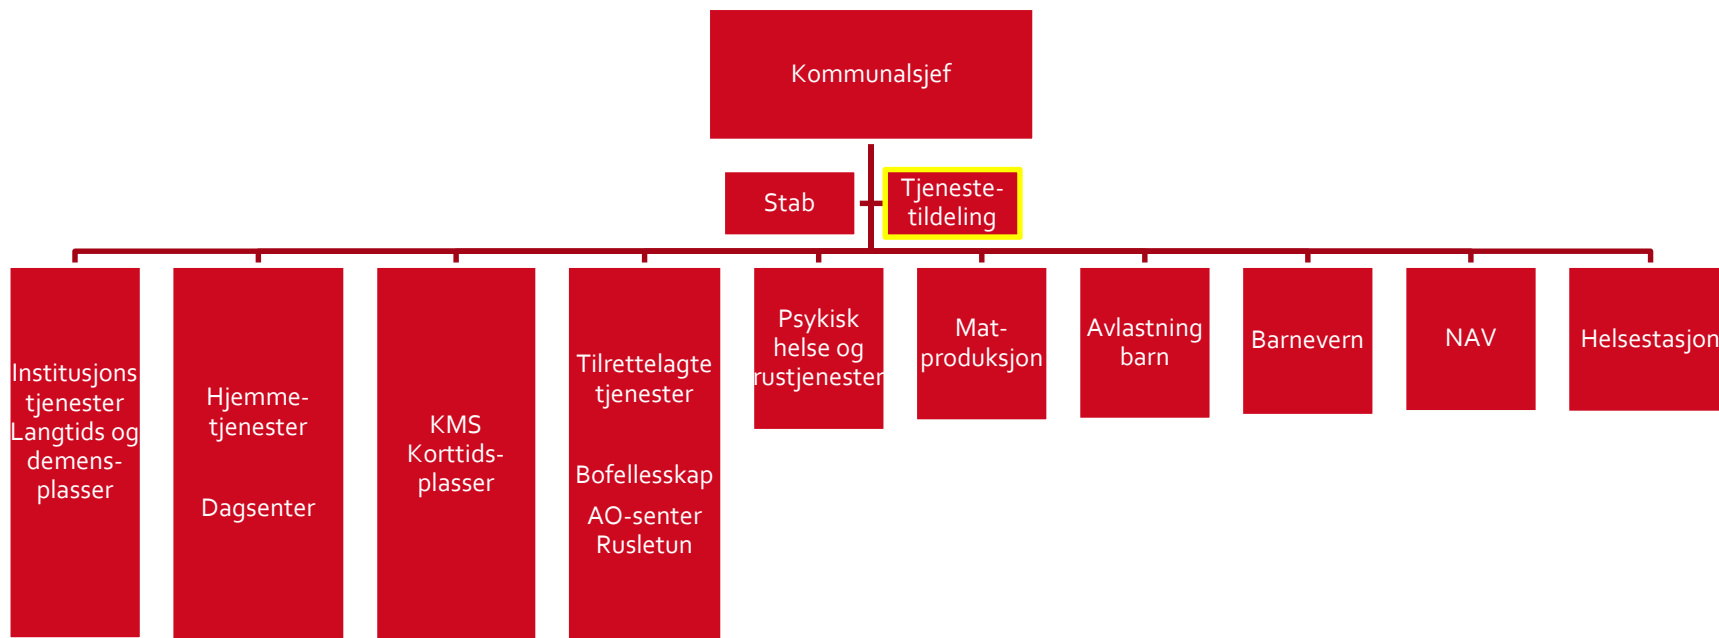 Kommunalsjef
Stab
Tjeneste-
tildeling
Institusjons
tjenester
Langtids og
demens-
plasser
Hjemme-
tjenester
Dagsenter
KMS
Korttids-
plasser
Tilrettelagte
tjenester
Bofellesskap
AO-senter
Rusletun
Psykisk
helse og
rustjenester
Mat-
produksjon
Avlastning
barn
Barnevern
NAV
Helsestasjon